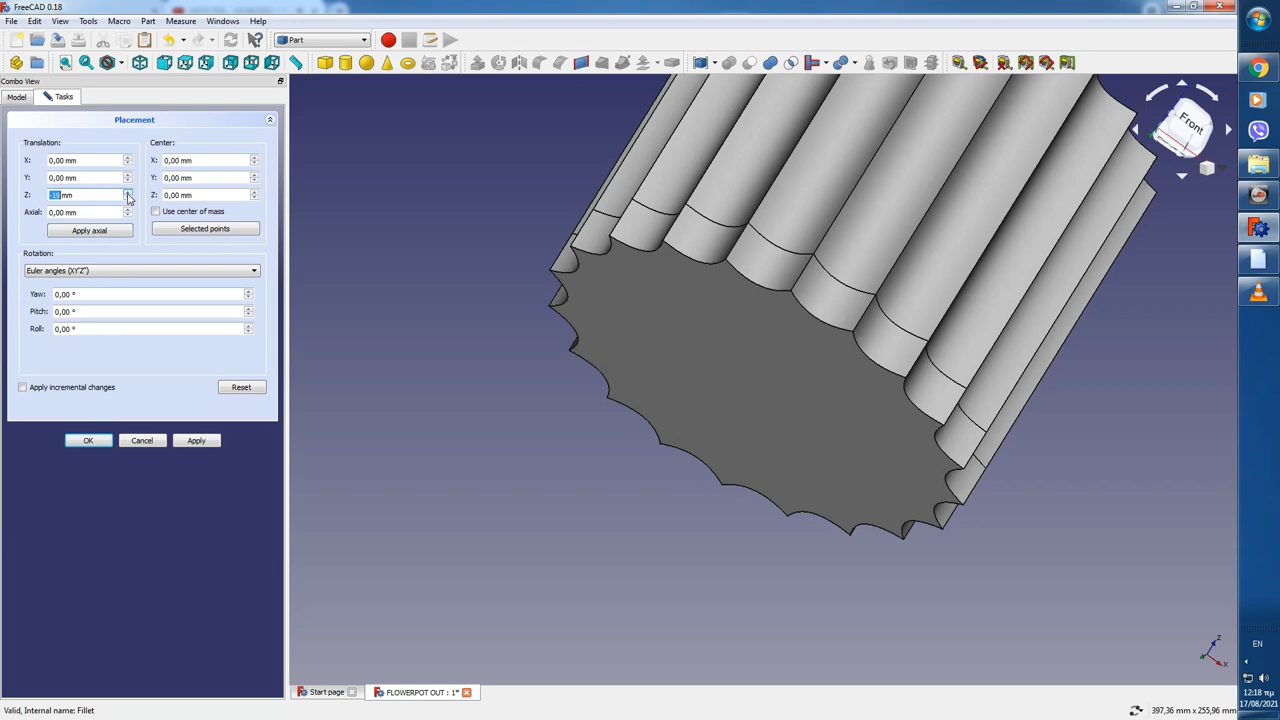 FreeCAD 0.18
File Edit View Tools Macro Part Measure Windows Help
Part
Combo View
Model Tasks
Placement
Translation: Center:
X: 0,00 mm X: 0,00 mm
Y: 0,00 mm Y: 0,00 mm
Z: mm Z: 0,00 mm
Axial: 0,00 mm Use center of mass
Apply axial Selected points
Rotation:
Euler angles (XY'Z")
Yaw: 0,00 °
Pitch: 0,00 °
Roll: 0,00 °
Apply incremental changes Reset
OK Cancel Apply
Front
Z
X
Start page FLOWERPOT OUT : 1*
Valid, Internal name: Fillet
397,36 mm x 255,96 mm
EN
12:18 πμ
17/08/2021